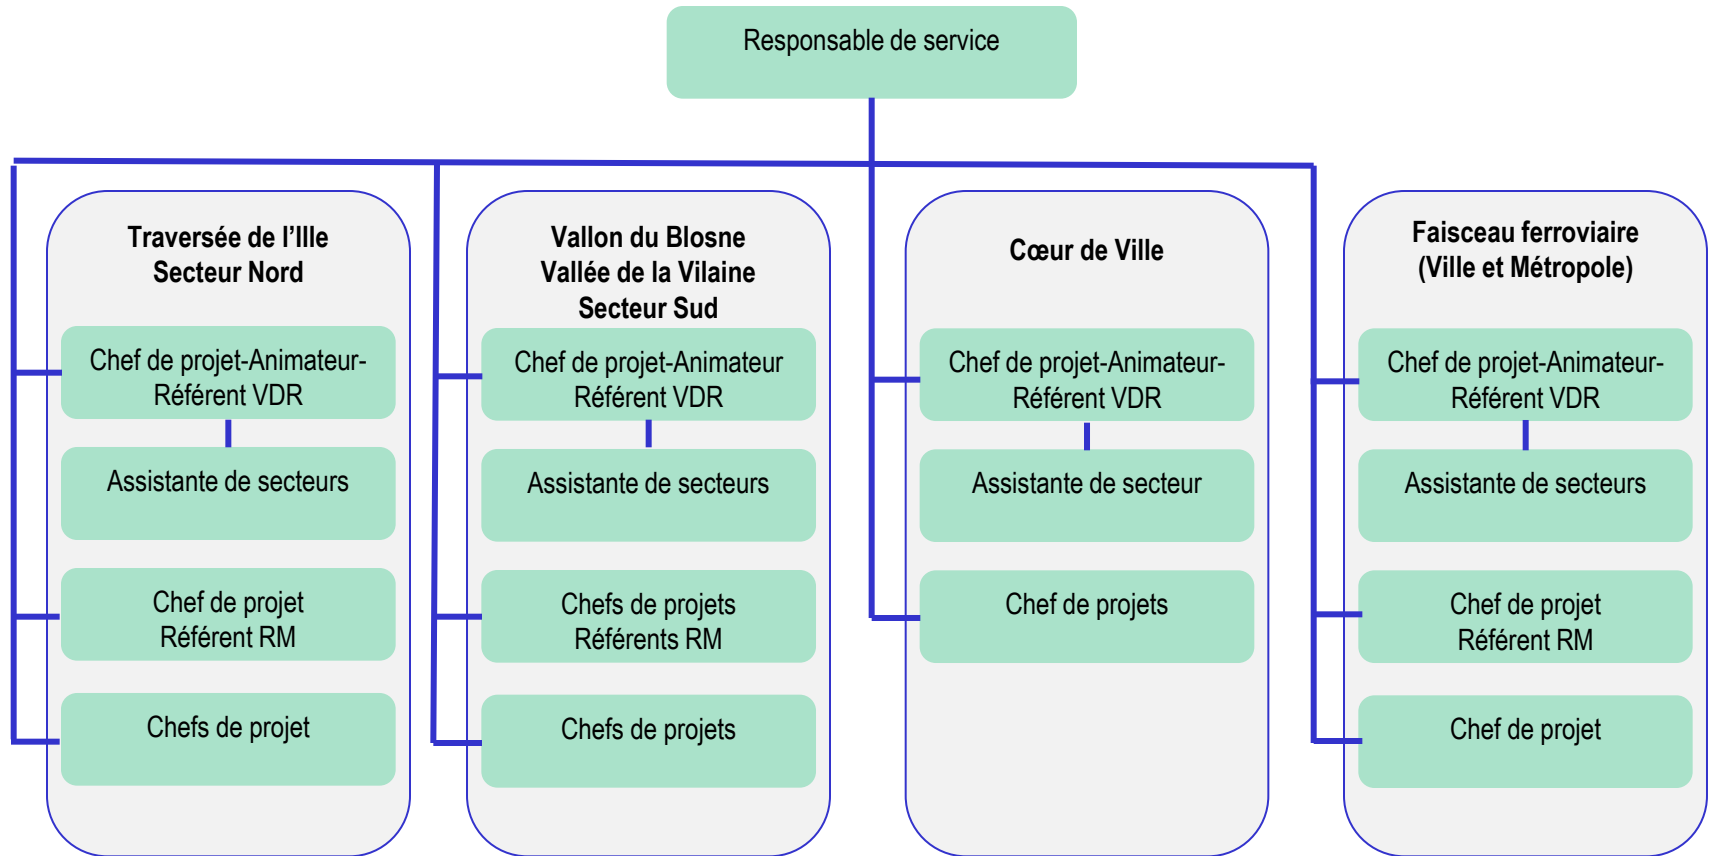 Responsable de service
Traversée de l’Ille
Secteur Nord
Chef de projet-Animateur-
Référent VDR
Assistante de secteurs
Chef de projet
Référent RM
Chefs de projet
Vallon du Blosne
Vallée de la Vilaine
Secteur Sud
Chef de projet-Animateur
Référent VDR
Assistante de secteurs
Chefs de projets
Référents RM
Chefs de projets
Cœur de Ville
Chef de projet-Animateur-
Référent VDR
Assistante de secteur
Chef de projets
Faisceau ferroviaire
(Ville et Métropole)
Chef de projet-Animateur-
Référent VDR
Assistante de secteurs
Chef de projet
Référent RM
Chef de projet